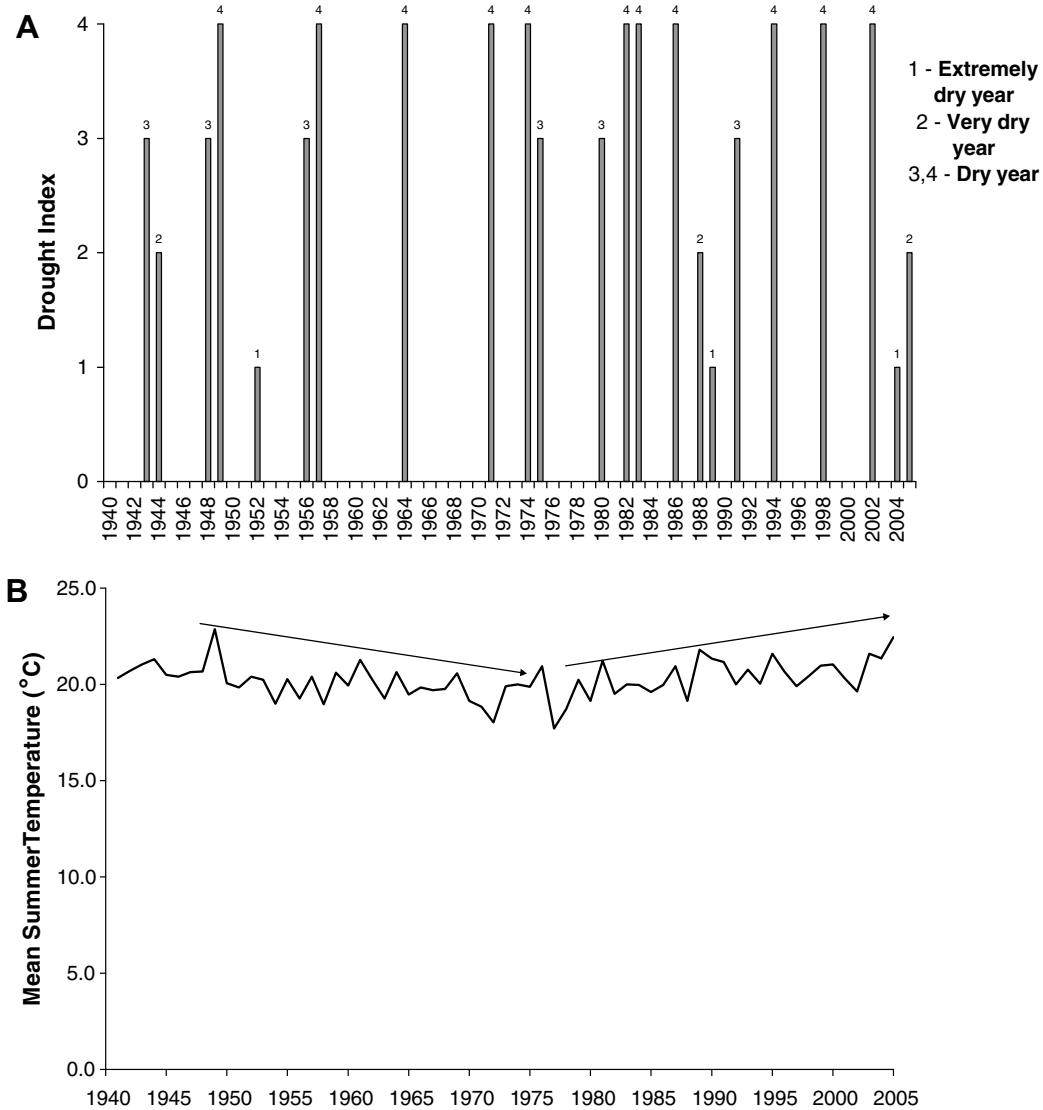 A
4 4 4 4 4 4 4 4 4 4 4
4
3 3 3 3 3 3
3
2 2 2
2
1 1 1
1
0
Drought Index
1 - Extremely
dry year
2 - Very dry
year
3,4 - Dry year
1940 1942 1944 1946 1948 1950 1952 1954 1956 1958 1960 1962 1964 1966 1968 1970 1972 1974 1976 1978 1980 1982 1984 1986 1988 1990 1992 1994 1996 1998 2000 2002 2004
B
25.0
20.0
15.0
10.0
5.0
0.0
Mean SummerTemperature (°C)
1940 1945 1950 1955 1960 1965 1970 1975 1980 1985 1990 1995 2000 2005